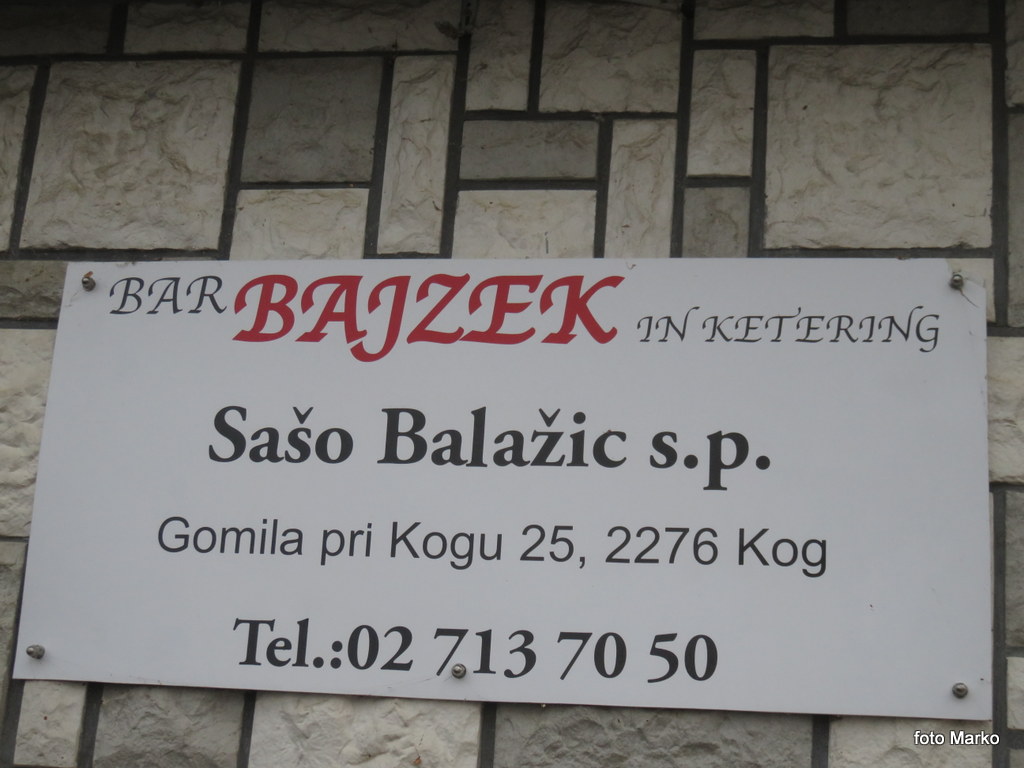 BAR BAJZEK IN KETERING
Sašo Balažic s.p.
Gomila pri Kogu 25, 2276 Kog
Tel.:02 713 70 50
foto Marko